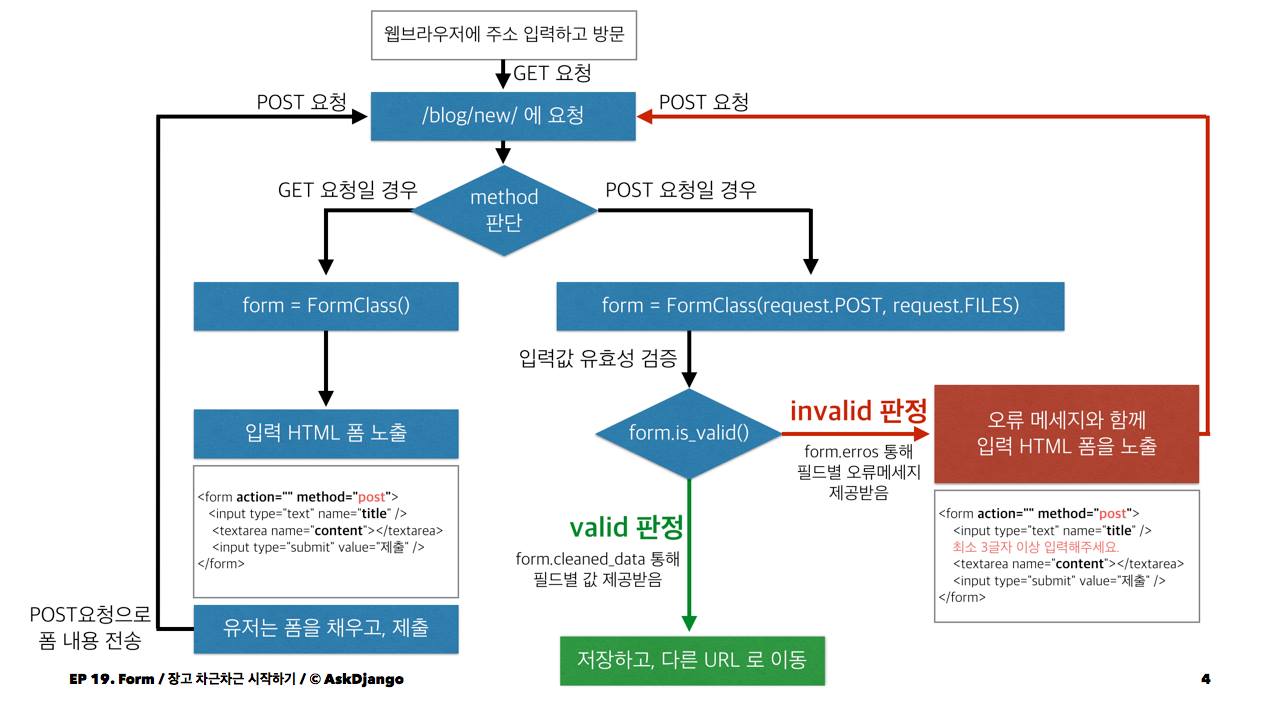 웹브라우저에 주소 입력하고 방문
GET 요청
POST 요청
/blog/new/ 에 요청
POST 요청
GET 요청일 경우
method
판단
POST 요청일 경우
form = FormClass()
form = FormClass(request.POST, request.FILES)
입력값 유효성 검증
입력 HTML 폼 노출
<form action="" method="post">
<input type="text" name="title" />
<textarea name="content"></textarea>
<input type="submit" value="제출" />
</form>
유저는 폼을 채우고, 제출
POST요청으로
폼 내용 전송
form.is_valid()
invalid 판정
form.erros 통해
필드별 오류메세지
제공받음
오류 메세지와 함께
입력 HTML 폼을 노출
<form action="" method="post">
<input type="text" name="title" />
최소 3글자 이상 입력해주세요.
<textarea name="content"></textarea>
<input type="submit" value="제출" />
</form>
valid 판정
form.cleaned_data 통해
필드별 값 제공받음
저장하고, 다른 URL 로 이동
EP 19. Form / 장고 차근차근 시작하기 / © AskDjango
4